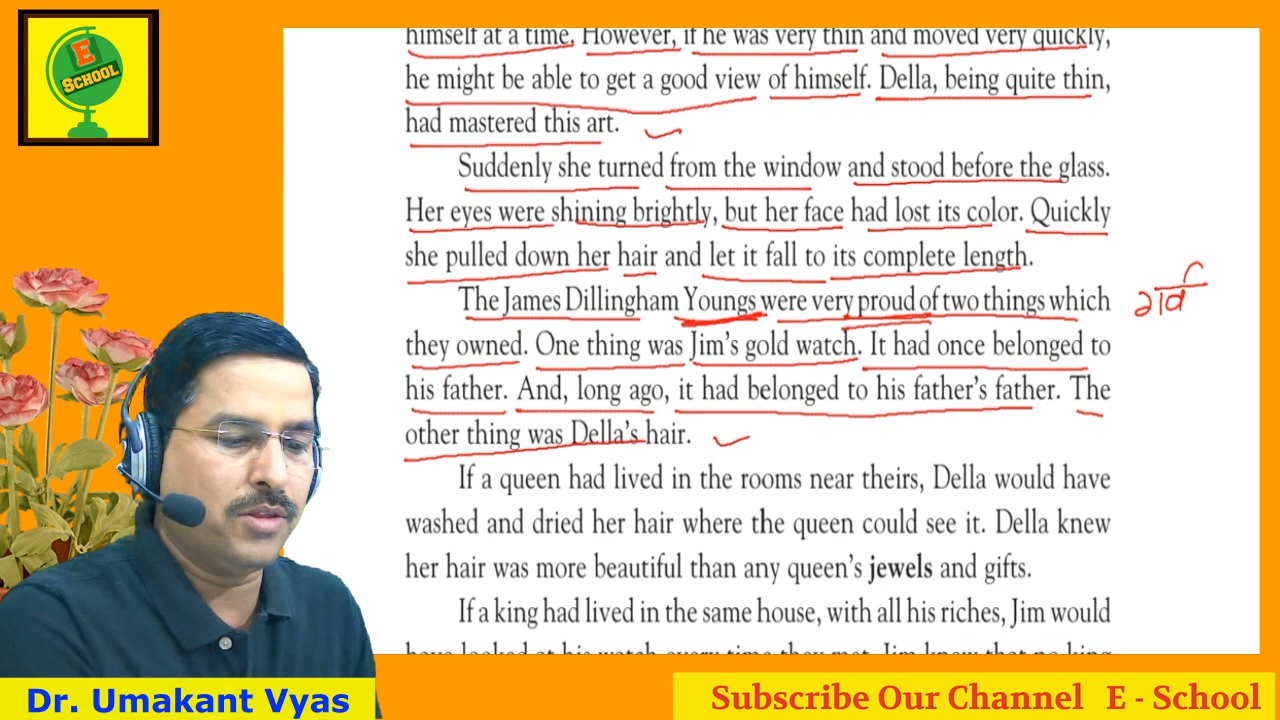 E
SCHOOL
himself at a time. However, if he was very thin and moved very quickly,
he might be able to get a good view of himself. Della, being quite thin,
had mastered this art.
Suddenly she turned from the window and stood before the glass.
Her eyes were shining brightly, but her face had lost its color. Quickly
she pulled down her hair and let it fall to its complete length.
The James Dillingham Youngs were very proud of two things which
they owned. One thing was Jim's gold watch. It had once belonged to
his father. And, long ago, it had belonged to his father's father. The
other thing was Della's hair.
If a queen had lived in the rooms near theirs, Della would have
washed and dried her hair where the queen could see it. Della knew
her hair was more beautiful than any queen's jewels and gifts.
If a king had lived in the same house, with all his riches, Jim would
Dr. Umakant Vyas
Subscribe Our Channel E - School